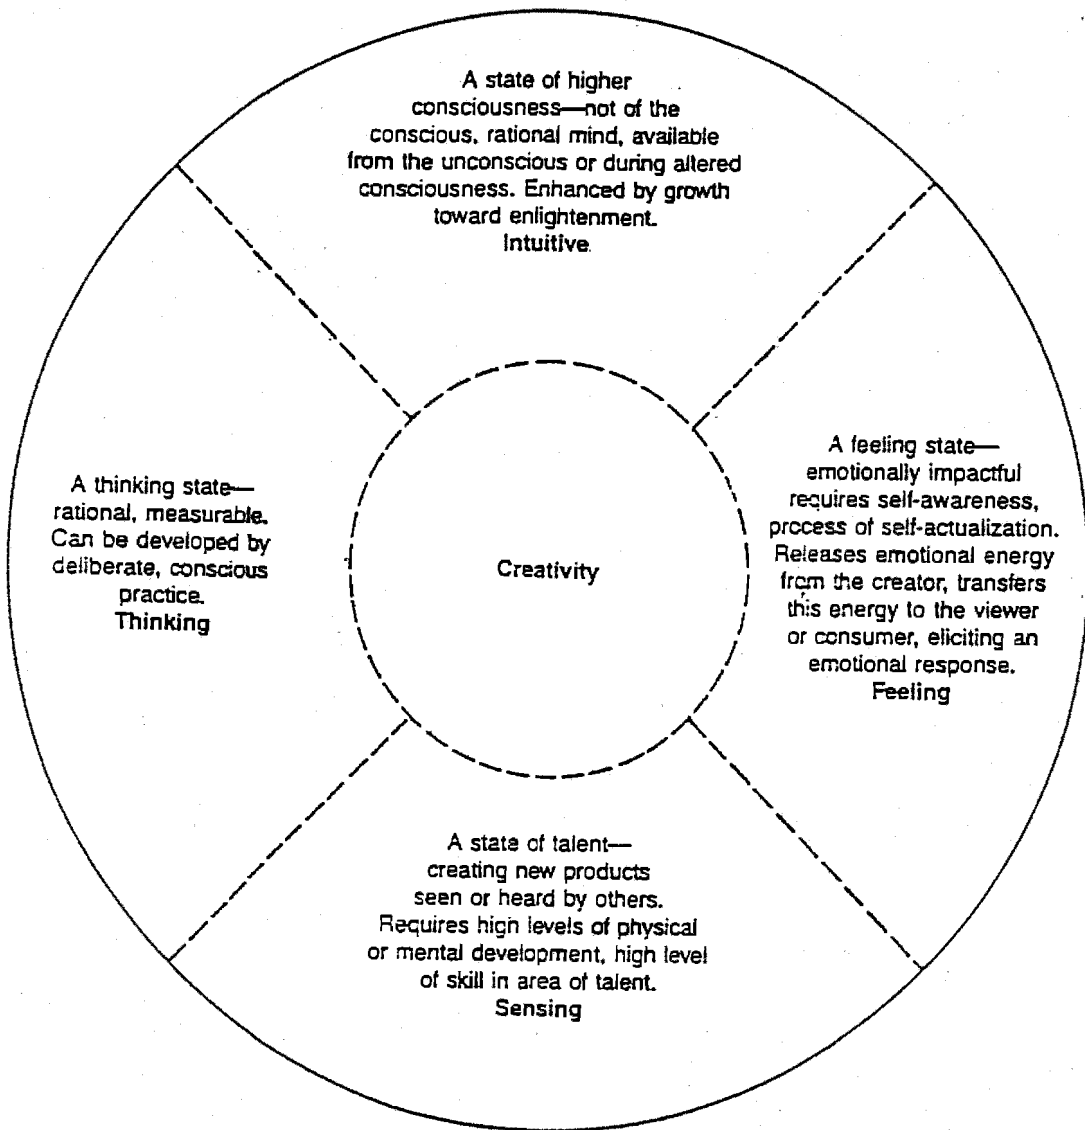 A state of higher
consciousness—not of the
conscious, rational mind, available
from the unconscious or during altered
consciousness. Enhanced by growth
toward enlightenment.
Intuitive
A thinking state—
rational, measurable.
Can be developed by
deliberate, conscious
practice.
Thinking
Creativity
A feeling state—
emotionally impactful
requires self-awareness,
process of self-actualization.
Releases emotional energy
from the creator, transfers
this energy to the viewer
or consumer, eliciting an
emotional response.
Feeling
A state of talent—
creating new products
seen or heard by others.
Requires high levels of physical
or mental development, high level
of skill in area of talent.
Sensing